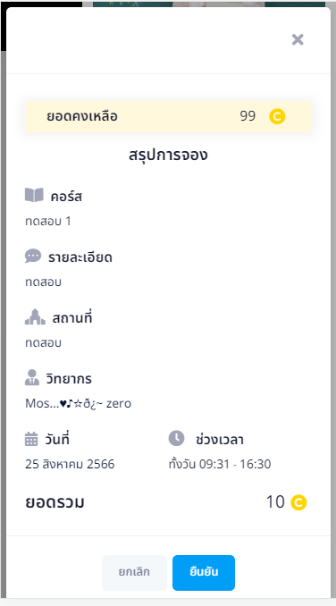 ยอดคงเหลือ 99
สรุปการจอง
คอร์ส
ทดสอบ 1
รายละเอียด
ทดสอบ
สถานที่
ทดสอบ
วิทยากร
Mos...♥♪☆ð¿~ zero
วันที่ ช่วงเวลา
25 สิงหาคม 2566 ทั้งวัน 09:31 - 16:30
ยอดรวม 10
ยกเลิก ยืนยัน